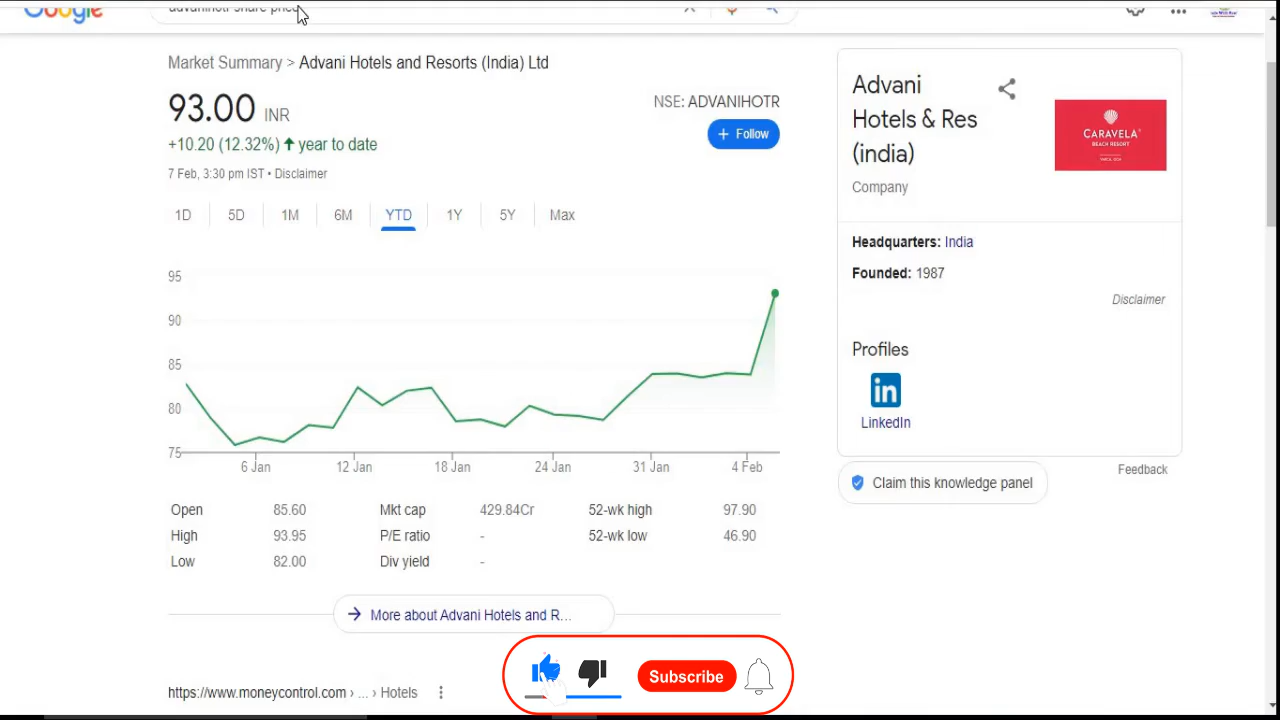 Google
advanihotr share price
Market Summary > Advani Hotels and Resorts (India) Ltd
93.00 INR
+10.20 (12.32%) ↑ year to date
7 Feb, 3:30 pm IST • Disclaimer
NSE: ADVANIHOTR
+ Follow
1D 5D 1M 6M YTD 1Y 5Y Max
95
90
85
80
75
6 Jan 12 Jan 18 Jan 24 Jan 31 Jan 4 Feb
Open 85.60 Mkt cap 429.84Cr 52-wk high 97.90
High 93.95 P/E ratio - 52-wk low 46.90
Low 82.00 Div yield -
→ More about Advani Hotels and R...
https://www.moneycontrol.com › ... › Hotels
Advani
Hotels & Res
(india)
Company
CARAVELA
BEACH RESORT
Headquarters: India
Founded: 1987
Disclaimer
Profiles
in
LinkedIn
Feedback
Claim this knowledge panel
Subscribe